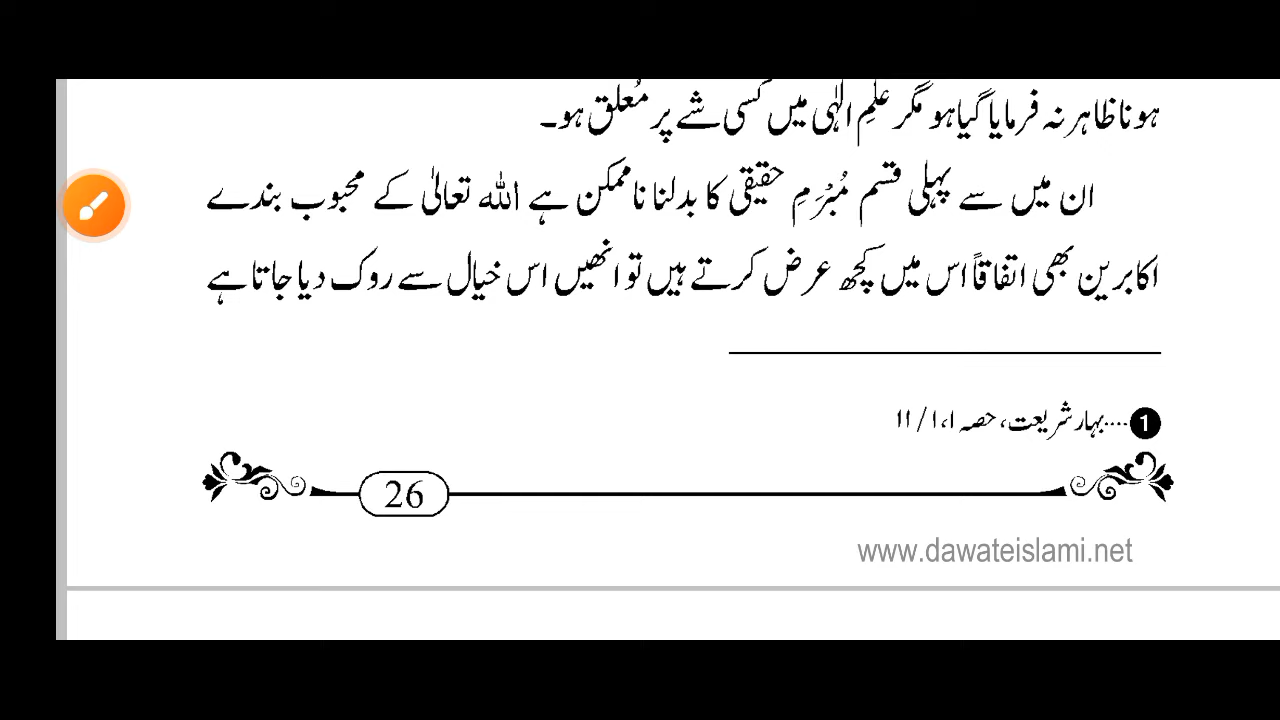 ہونا ظاہر نہ فرمایا گیا ہو مگر علمِ الٰہی میں کسی شے پر مُعلق ہو۔
ان میں سے پہلی قسم مُبْرَمِ حقیقی کا بدلنا ناممکن ہے اللہ تعالیٰ کے محبوب بندے
اکابرین بھی اتفاقاً اس میں کچھ عرض کرتے ہیں تو انھیں اس خیال سے روک دیا جاتا ہے
1....بہار شریعت، حصہ ۱، ۱ / ۱۱
26
www.dawateislami.net